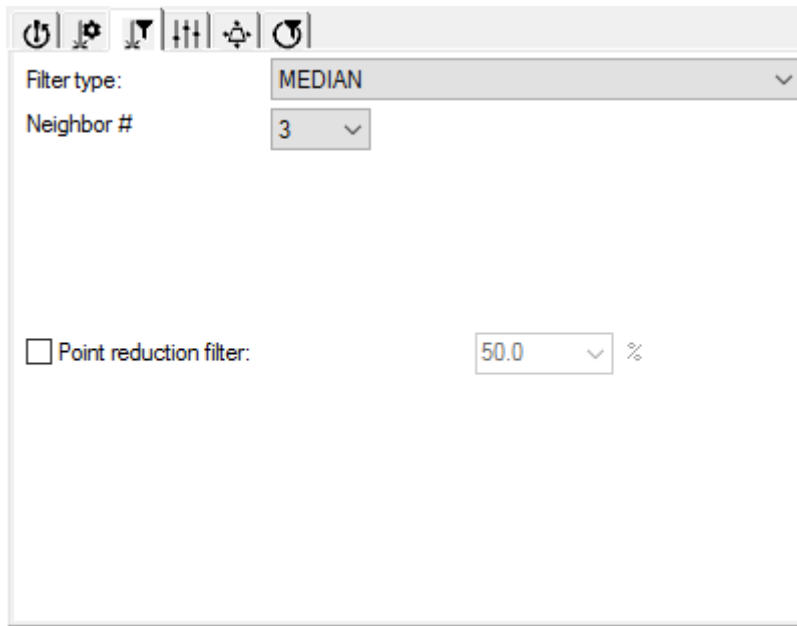 Filter type: MEDIAN
Neighbor # 3
Point reduction filter: 50.0 %